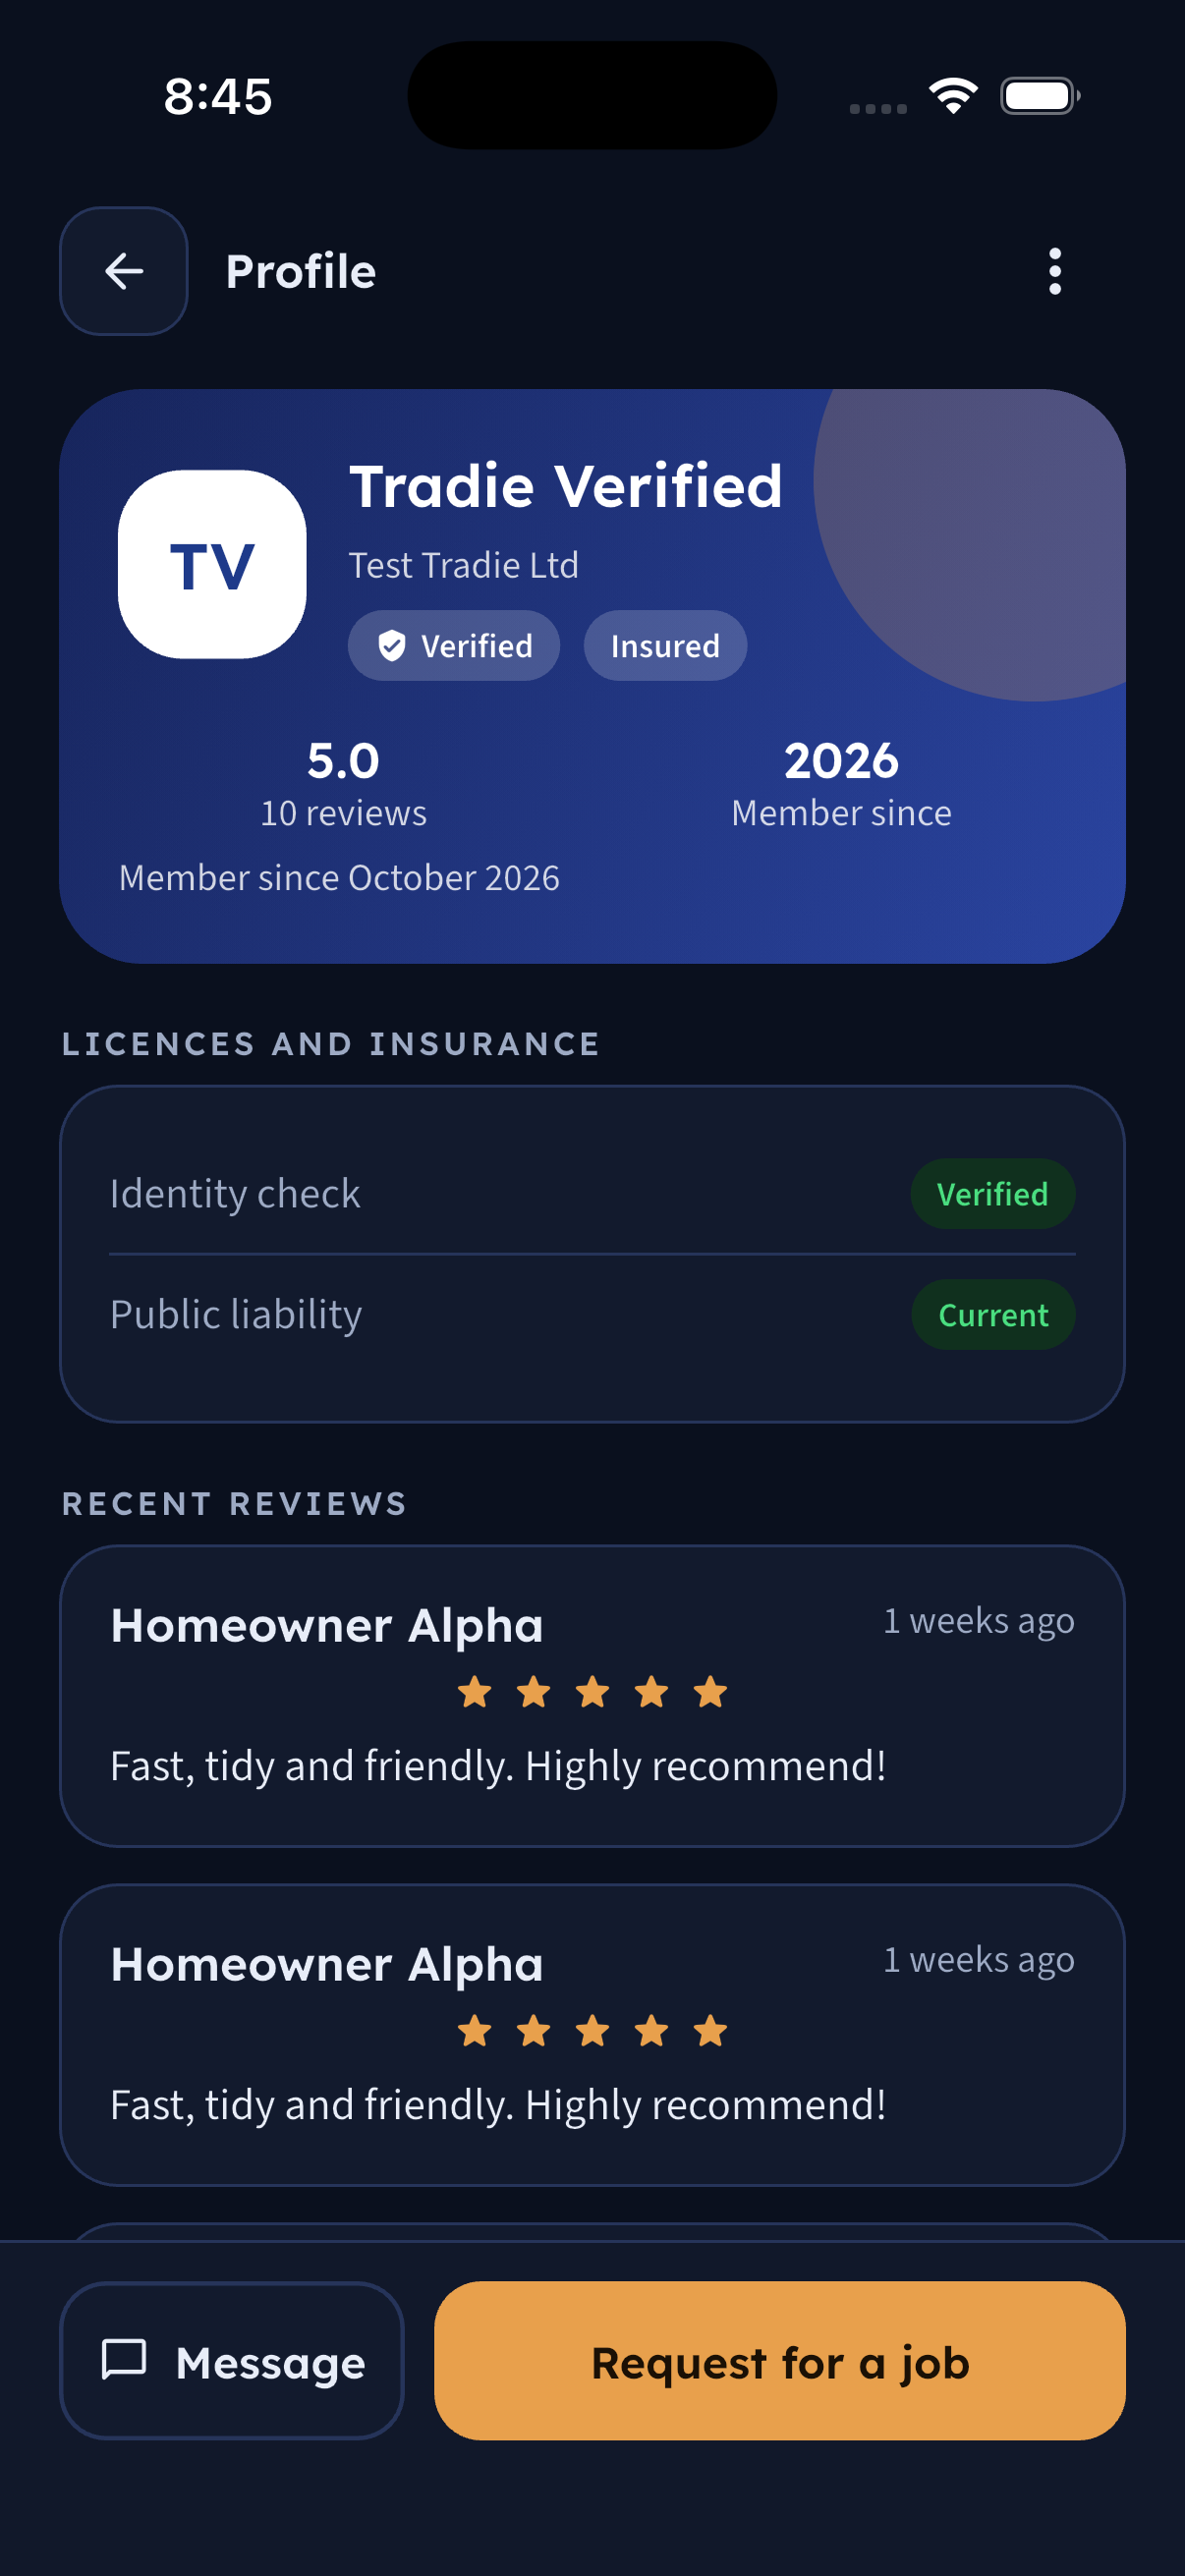 8:45
Profile
TV
Tradie Verified
Test Tradie Ltd
Verified
Insured
5.0
10 reviews
2026
Member since
Member since October 2026
LICENCES AND INSURANCE
Identity check
Verified
Public liability
Current
RECENT REVIEWS
Homeowner Alpha
1 weeks ago
Fast, tidy and friendly. Highly recommend!
Homeowner Alpha
1 weeks ago
Fast, tidy and friendly. Highly recommend!
Message
Request for a job